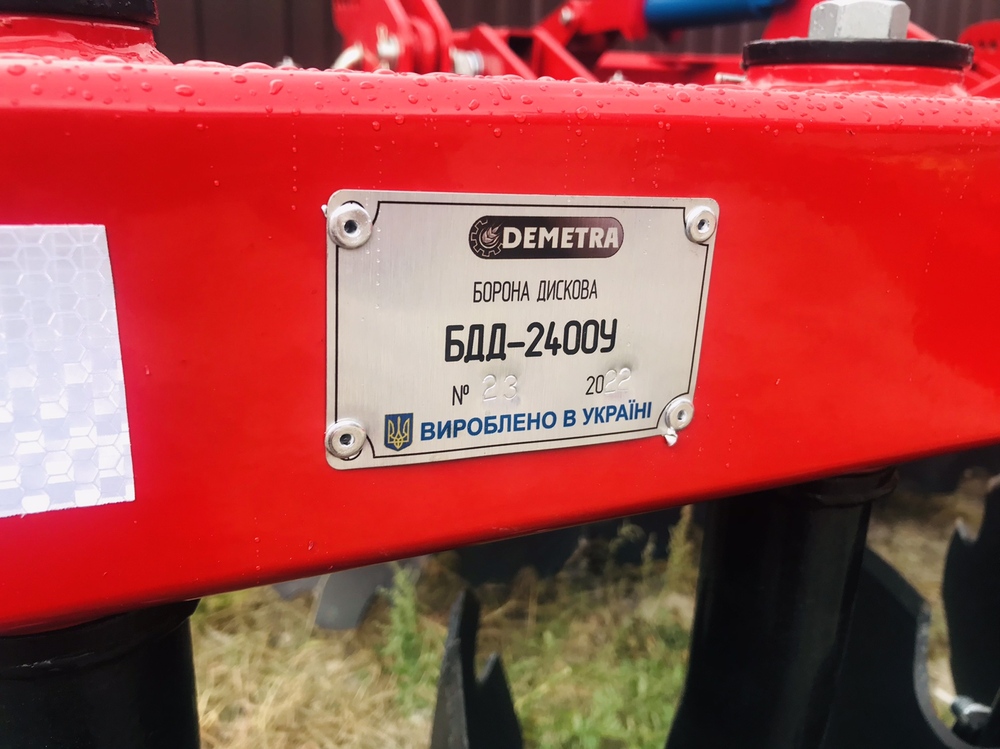 DEMETRA
БОРОНА ДИСКОВА
БДД-2400У
№ 23 2022
ВИРОБЛЕНО В УКРАЇНІ